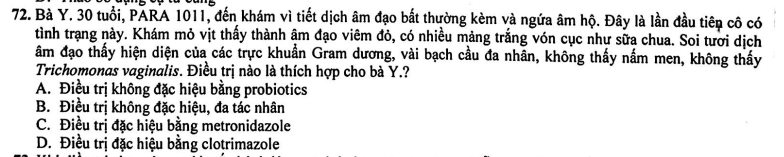 72. Bà Y. 30 tuổi, PARA 1011, đến khám vì tiết dịch âm đạo bất thường kèm và ngứa âm hộ. Đây là lần đầu tiên cô có
tình trạng này. Khám mỏ vịt thấy thành âm đạo viêm đỏ, có nhiều mảng trắng vón cục như sữa chua. Soi tươi dịch
âm đạo thấy hiện diện của các trực khuẩn Gram dương, vài bạch cầu đa nhân, không thấy nấm men, không thấy
Trichomonas vaginalis. Điều trị nào là thích hợp cho bà Y.?
A. Điều trị không đặc hiệu bằng probiotics
B. Điều trị không đặc hiệu, đa tác nhân
C. Điều trị đặc hiệu bằng metronidazole
D. Điều trị đặc hiệu bằng clotrimazole